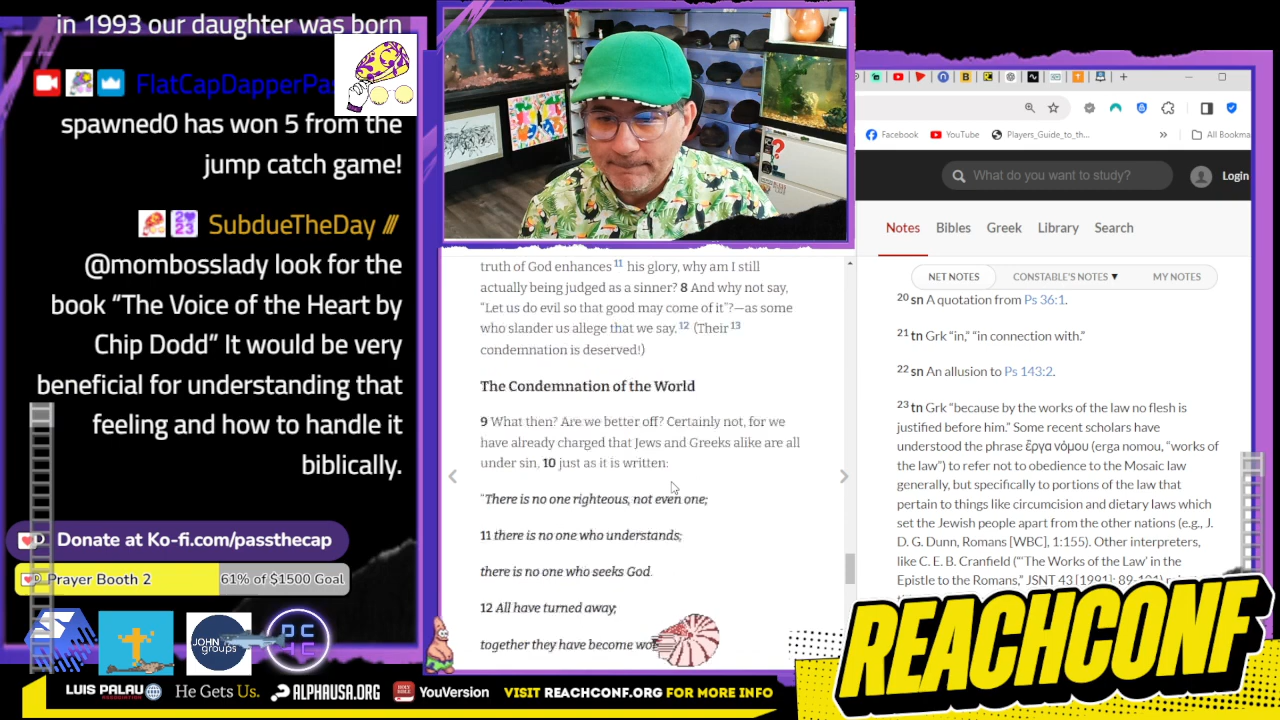 in 1993 our daughter was born
FlatCapDapperPas
spawned0 has won 5 from the
jump catch game!
SubdueTheDay
@mombosslady look for the
book “The Voice of the Heart by
Chip Dodd” It would be very
beneficial for understanding that
feeling and how to handle it
biblically.
Donate at Ko-fi.com/passthecap
Prayer Booth 2
61% of $1500 Goal
JOHN
groups
truth of God enhances 11 his glory, why am I still
actually being judged as a sinner? 8 And why not say,
“Let us do evil so that good may come of it”?—as some
who slander us allege that we say. 12 (Their 13
condemnation is deserved!)
The Condemnation of the World
9 What then? Are we better off? Certainly not, for we
have already charged that Jews and Greeks alike are all
under sin, 10 just as it is written:
“There is no one righteous, not even one;
11 there is no one who understands;
there is no one who seeks God.
12 All have turned away;
together they have become
Facebook
YouTube
Players_Guide_to_th...
All Bookma
What do you want to study?
Login
Notes
Bibles
Greek
Library
Search
NET NOTES
CONSTABLE'S NOTES
MY NOTES
20 sn A quotation from Ps 36:1.
21 tn Grk “in,” “in connection with.”
22 sn An allusion to Ps 143:2.
23 tn Grk “because by the works of the law no flesh is
justified before him.” Some recent scholars have
understood the phrase ἔργα νόμου (erga nomou, “works of
the law”) to refer not to obedience to the Mosaic law
generally, but specifically to portions of the law that
pertain to things like circumcision and dietary laws which
set the Jewish people apart from the other nations (e.g., J.
D. G. Dunn, Romans [WBC], 1:155). Other interpreters,
like C. E. B. Cranfield (“‘The Works of the Law’ in the
Epistle to the Romans,” JSNT 43 [1991]: 89-101)
REACHCONF
LUIS PALAU
He Gets Us.
ALPHAUSA.ORG
HOLY BIBLE
YouVersion
VISIT REACHCONF.ORG FOR MORE INFO